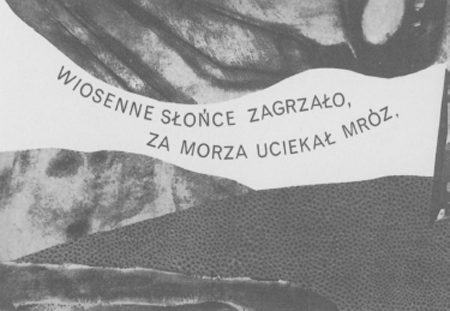 WIOSENNE SŁOŃCE ZAGRZAŁO,
ZA MORZA UCIEKAŁ MRÓZ,